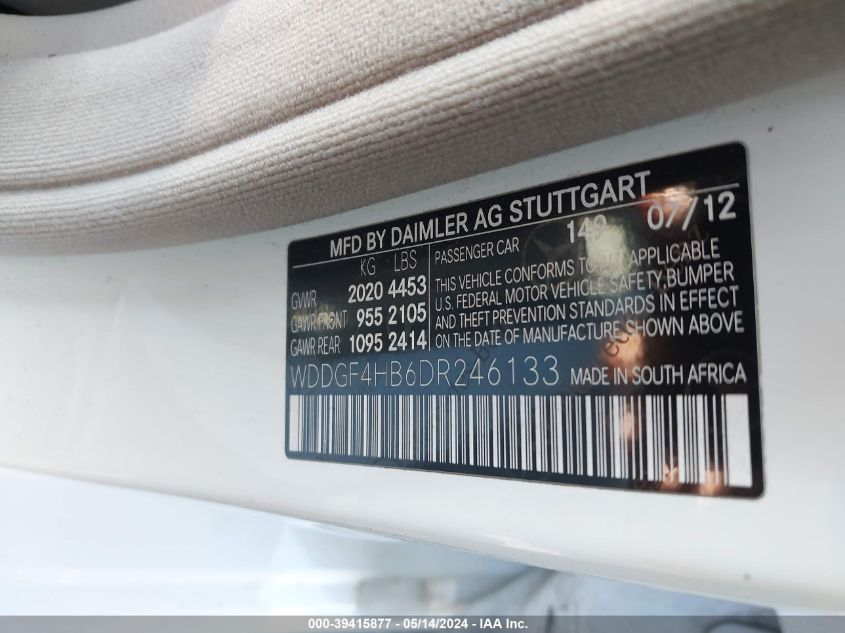 MFD BY DAIMLER AG STUTTGART
KG LBS PASSENGER CAR 149 07/12
GVWR 2020 4453
GAWR FRONT 955 2105
GAWR REAR 1095 2414
THIS VEHICLE CONFORMS TO ALL APPLICABLE
U.S. FEDERAL MOTOR VEHICLE SAFETY, BUMPER
AND THEFT PREVENTION STANDARDS IN EFFECT
ON THE DATE OF MANUFACTURE SHOWN ABOVE
WDDGF4HB6DR246133 MADE IN SOUTH AFRICA
000-39415877 - 05/14/2024 - IAA Inc.